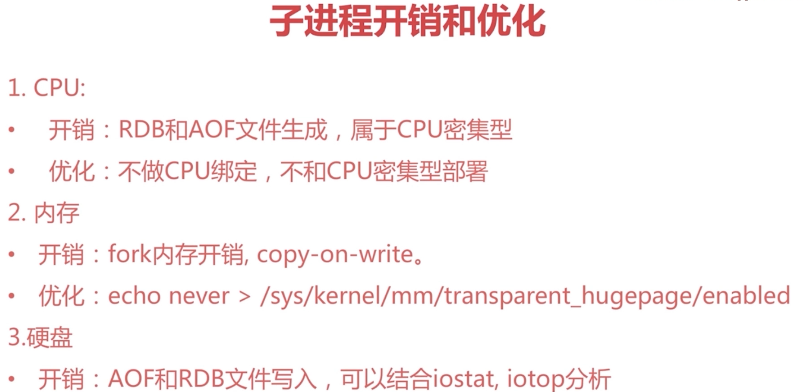 子进程开销和优化
1. CPU:
• 开销：RDB和AOF文件生成，属于CPU密集型
• 优化：不做CPU绑定，不和CPU密集型部署
2. 内存
• 开销：fork内存开销, copy-on-write。
• 优化：echo never > /sys/kernel/mm/transparent_hugepage/enabled
3.硬盘
• 开销：AOF和RDB文件写入，可以结合iostat, iotop分析